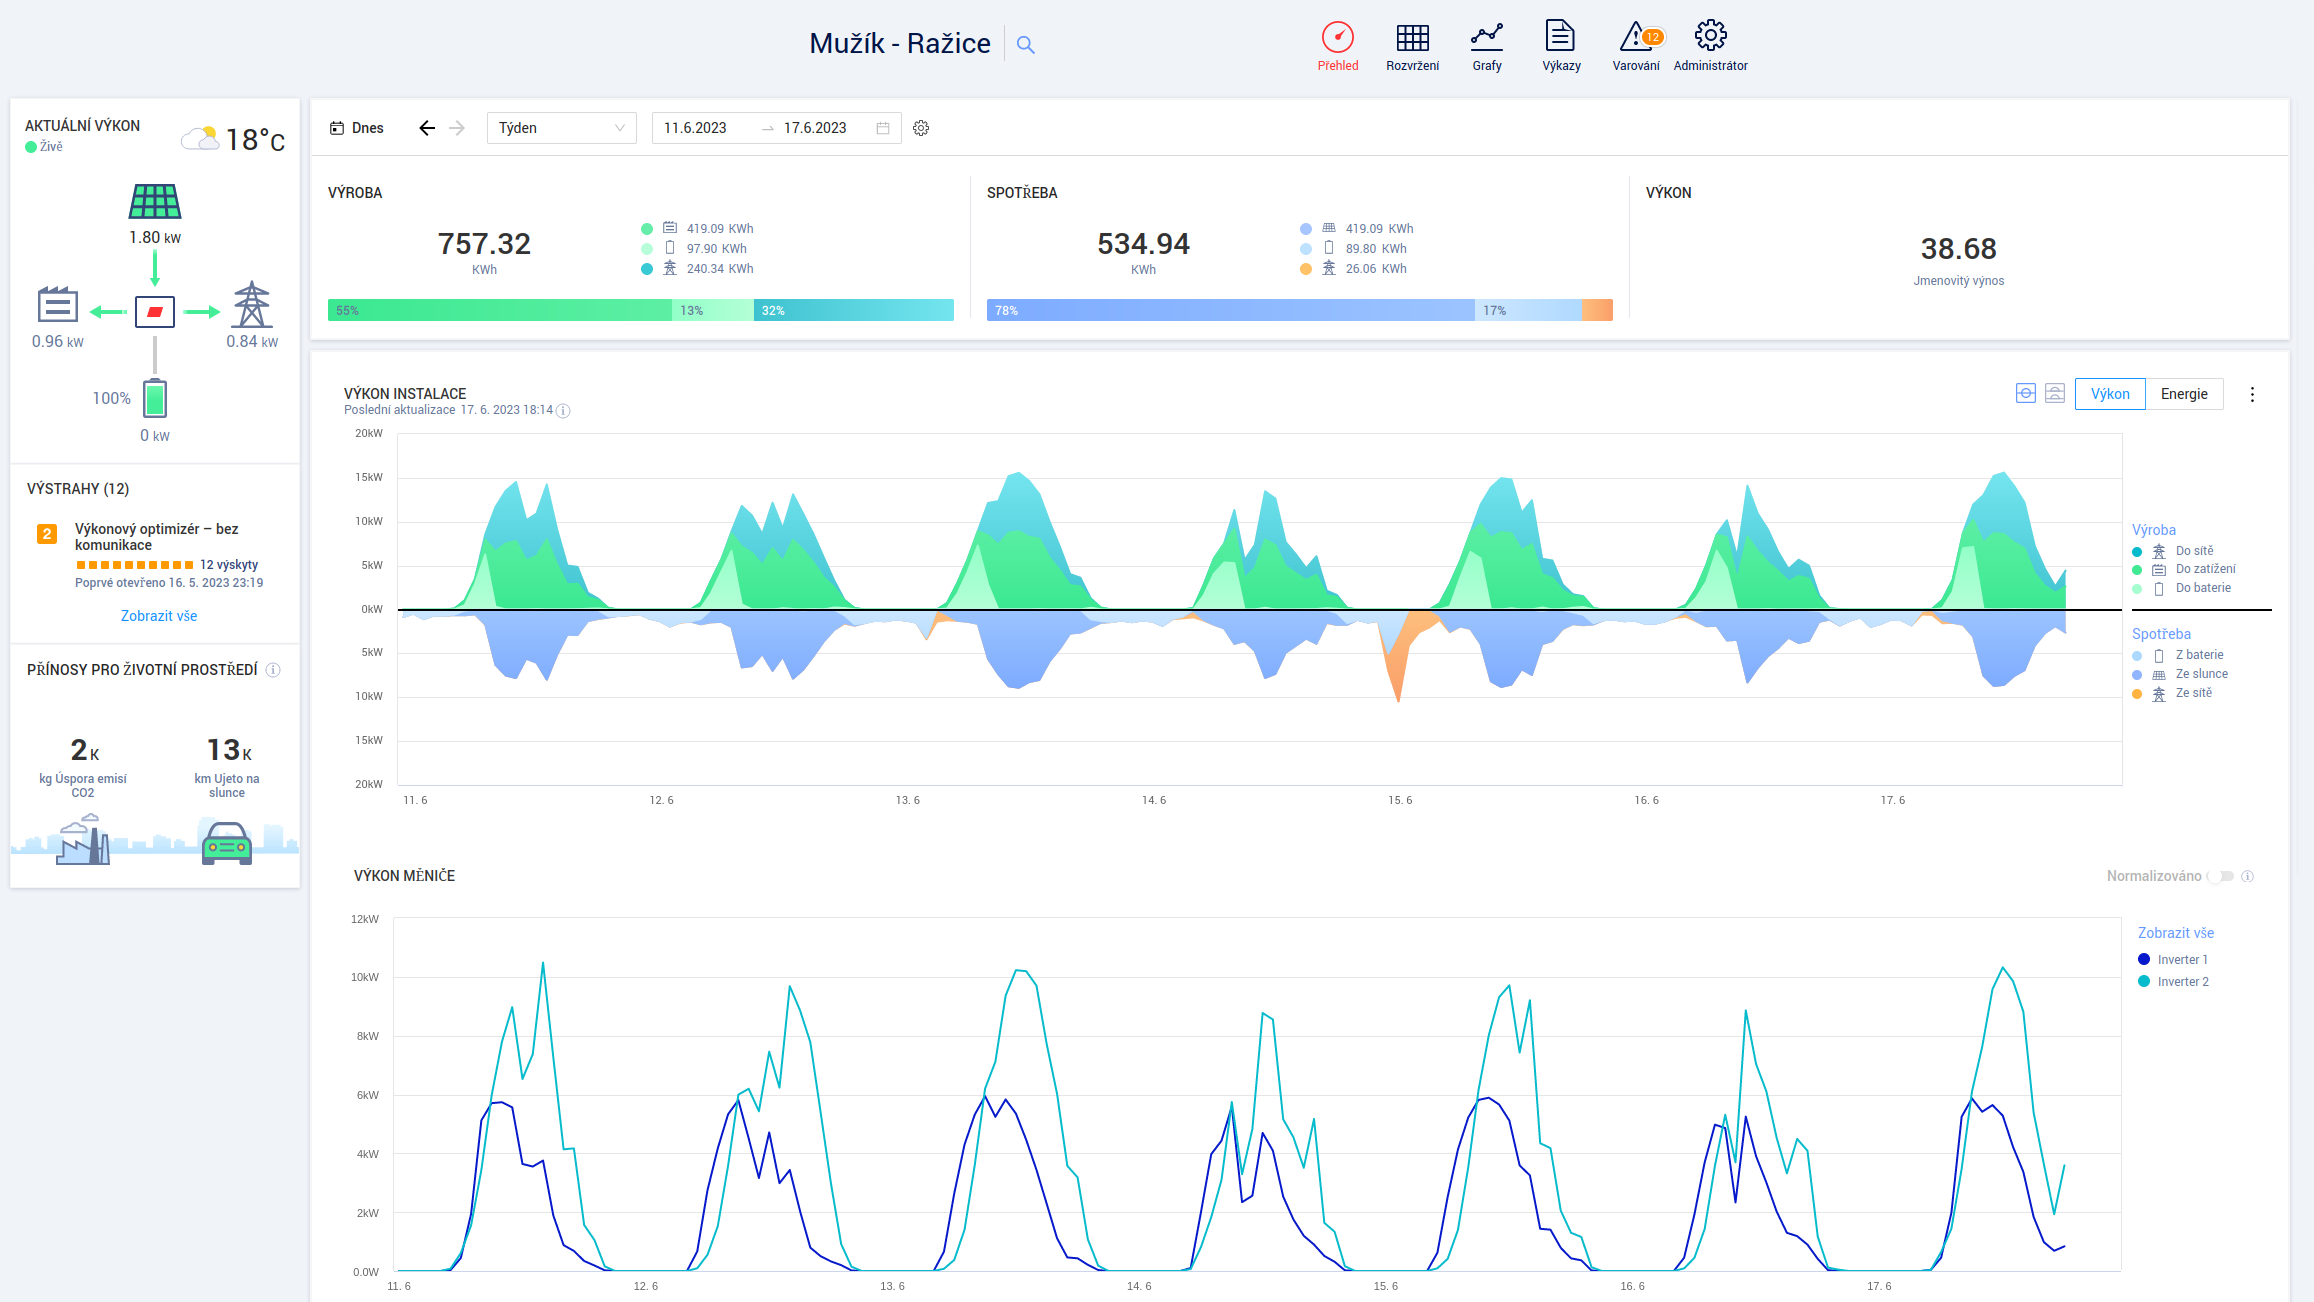 Mužík - Ražice
Přehled
Rozvržení
Grafy
Výkazy
12
Varování
Administrátor
AKTUÁLNÍ VÝKON
Živě
18°C
1.80 kW
0.96 kW
0.84 kW
100%
0 kW
VÝSTRAHY (12)
2
Výkonový optimizér – bez
komunikace
12 výskyty
Poprvé otevřeno 16. 5. 2023 23:19
Zobrazit vše
PŘÍNOSY PRO ŽIVOTNÍ PROSTŘEDÍ
2 K
kg Úspora emisí
CO2
13 K
km Ujeto na
slunce
Dnes
Týden
11.6.2023
17.6.2023
VÝROBA
757.32
KWh
419.09 KWh
97.90 KWh
240.34 KWh
55%
13%
32%
SPOTŘEBA
534.94
KWh
419.09 KWh
89.80 KWh
26.06 KWh
78%
17%
VÝKON
38.68
Jmenovitý výnos
VÝKON INSTALACE
Poslední aktualizace 17. 6. 2023 18:14
Výkon
Energie
20kW
15kW
10kW
5kW
0kW
5kW
10kW
15kW
20kW
11. 6
12. 6
13. 6
14. 6
15. 6
16. 6
17. 6
Výroba
Do sítě
Do zatížení
Do baterie
Spotřeba
Z baterie
Ze slunce
Ze sítě
VÝKON MĚNIČE
Normalizováno
12kW
10kW
8kW
6kW
4kW
2kW
0.0W
11. 6
12. 6
13. 6
14. 6
15. 6
16. 6
17. 6
Zobrazit vše
Inverter 1
Inverter 2